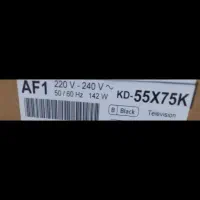 AF1 220 V - 240 V ~
50 / 60 Hz 142 W KD-55X75K
B Black Television